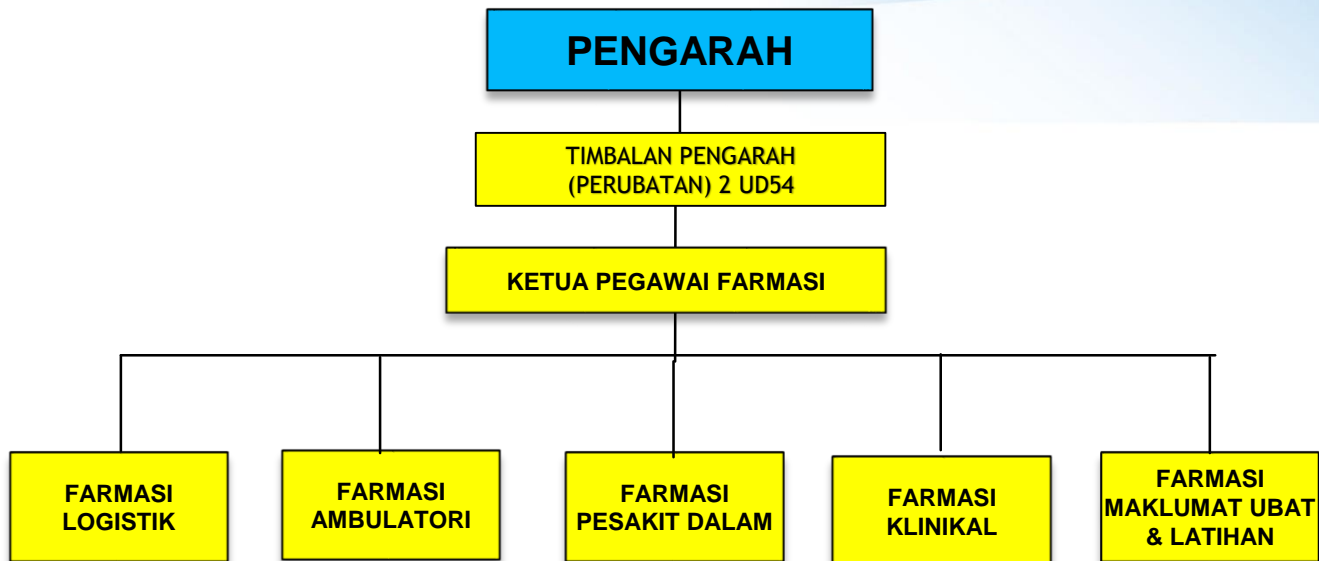 PENGARAH
TIMBALAN PENGARAH
(PERUBATAN) 2 UD54
KETUA PEGAWAI FARMASI
FARMASI
LOGISTIK
FARMASI
AMBULATORI
FARMASI
PESAKIT DALAM
FARMASI
KLINIKAL
FARMASI
MAKLUMAT UBAT
& LATIHAN